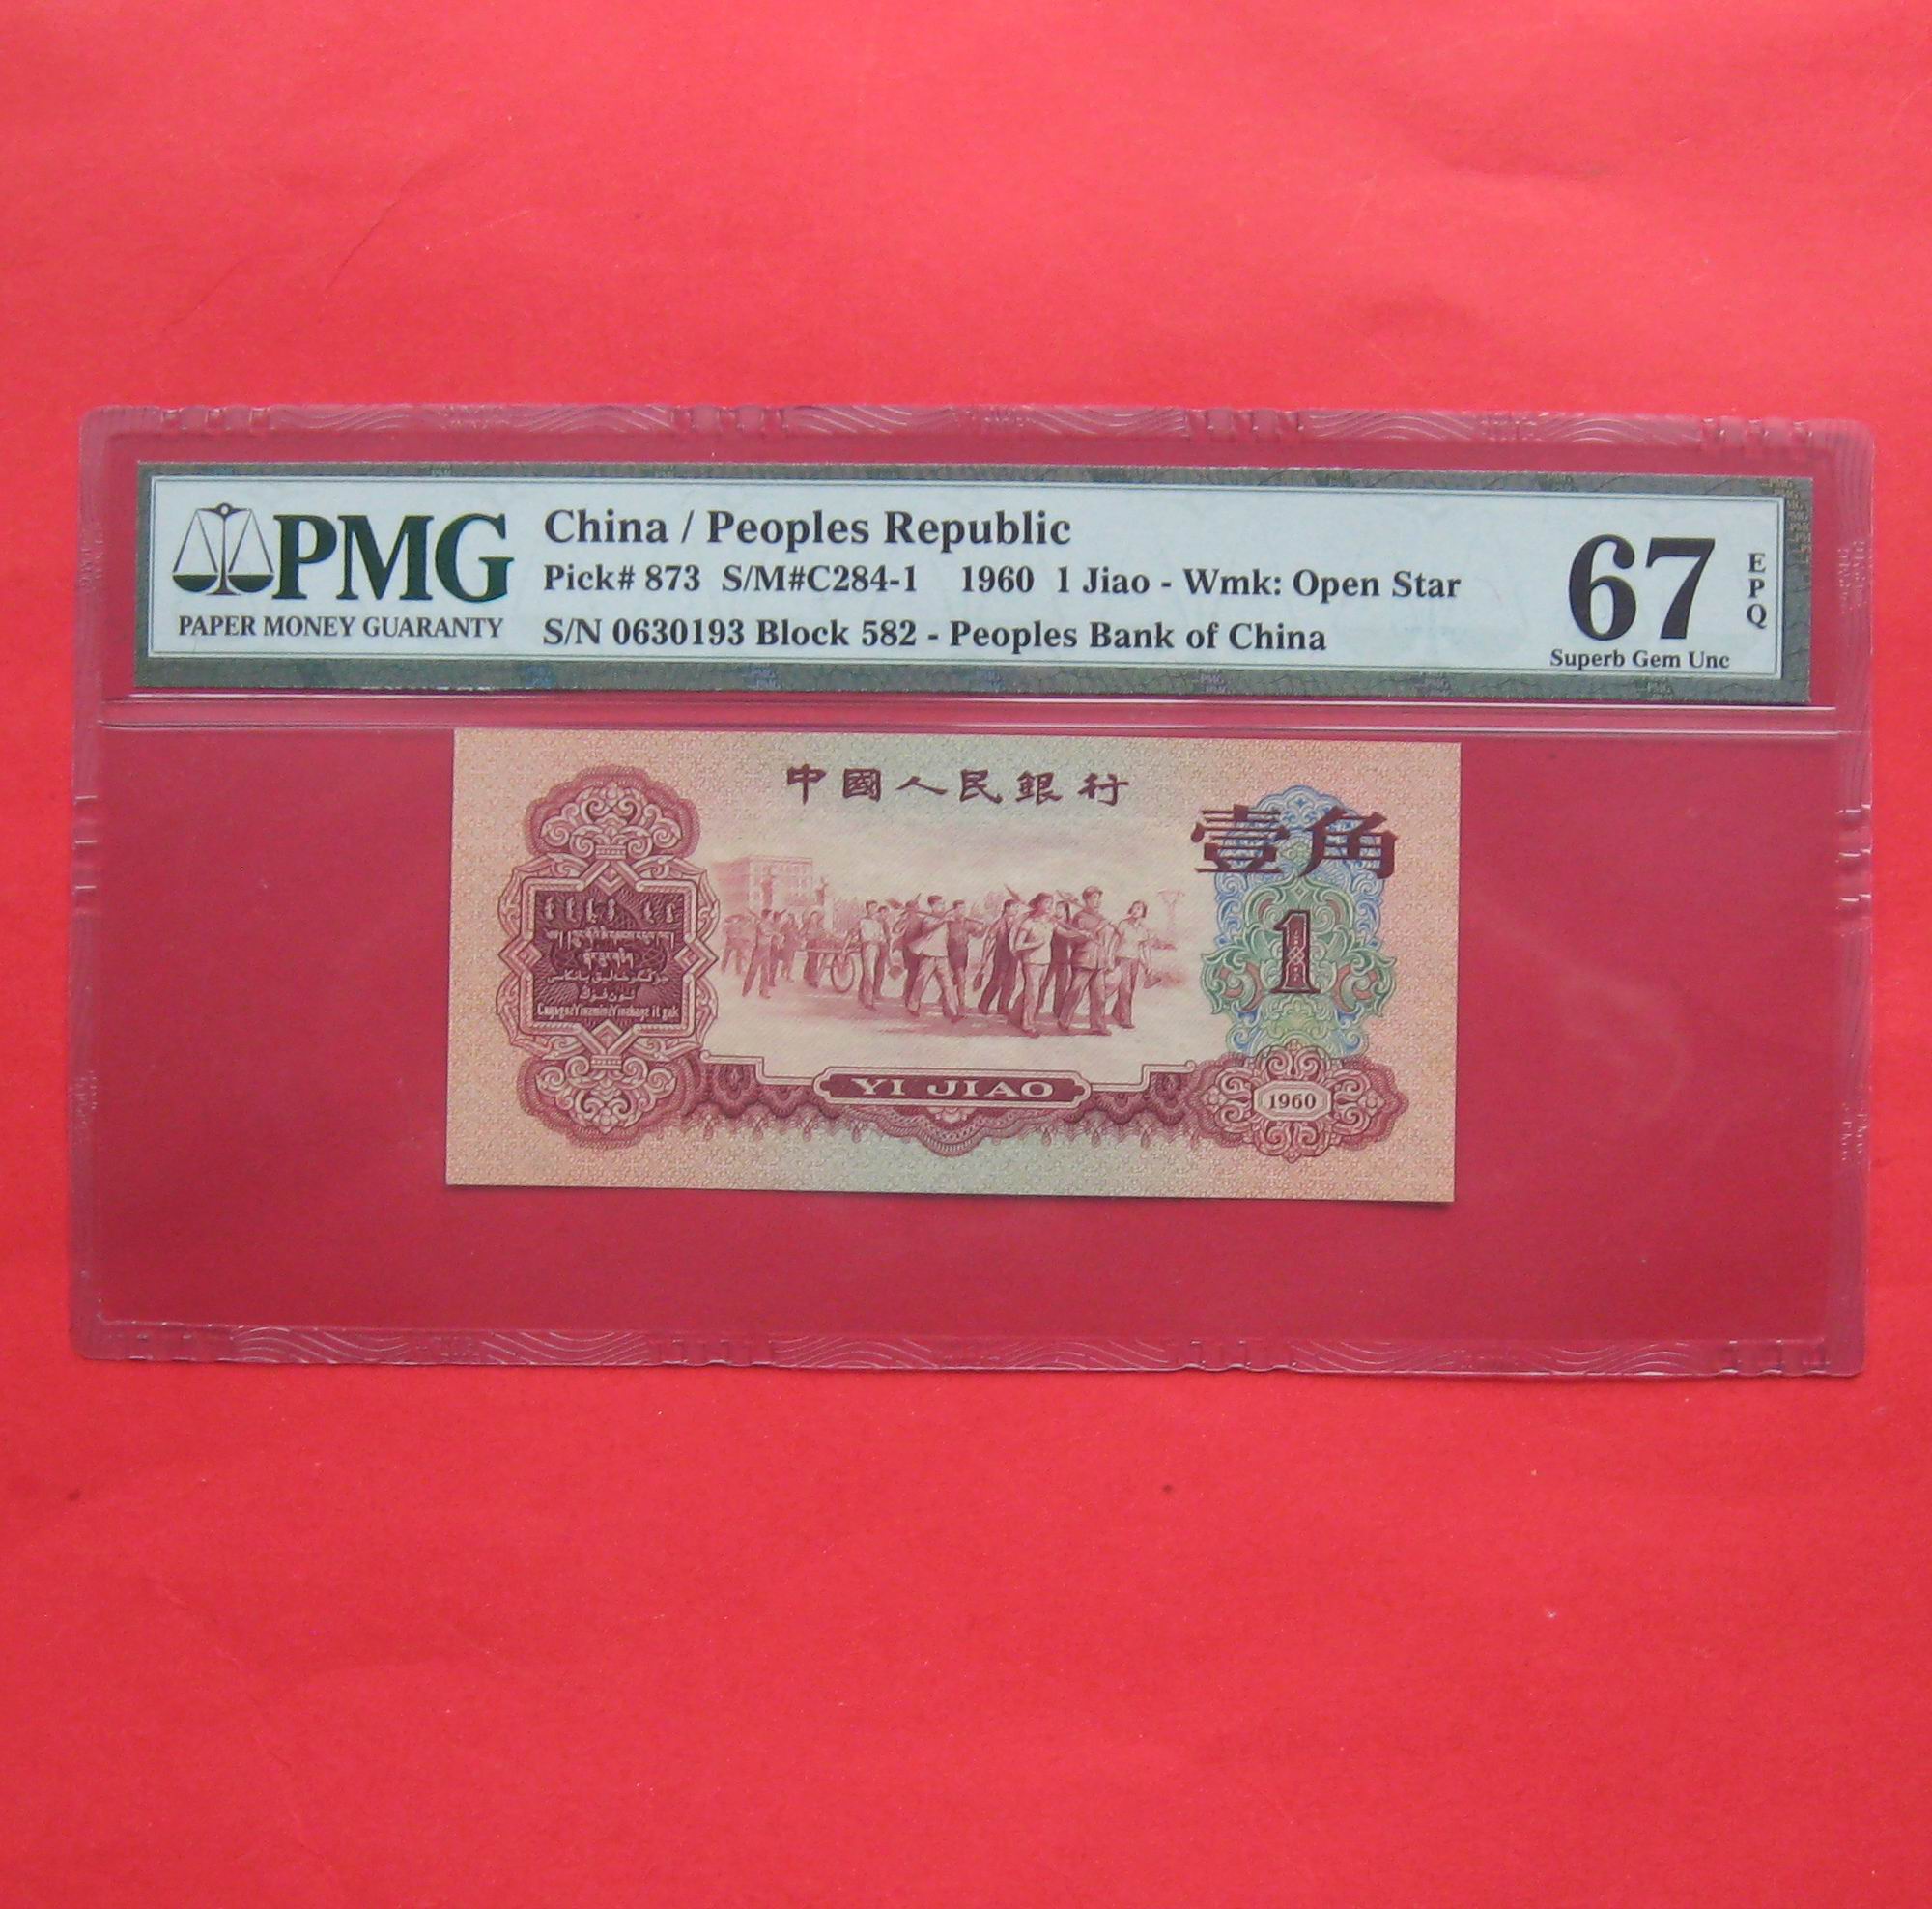 PMG
PAPER MONEY GUARANTY
China / Peoples Republic
Pick# 873 S/M#C284-1 1960 1 Jiao - Wmk: Open Star
S/N 0630193 Block 582 - Peoples Bank of China
67
EPQ
Superb Gem Unc
中國人民銀行
壹角
1
YI JIAO
1960